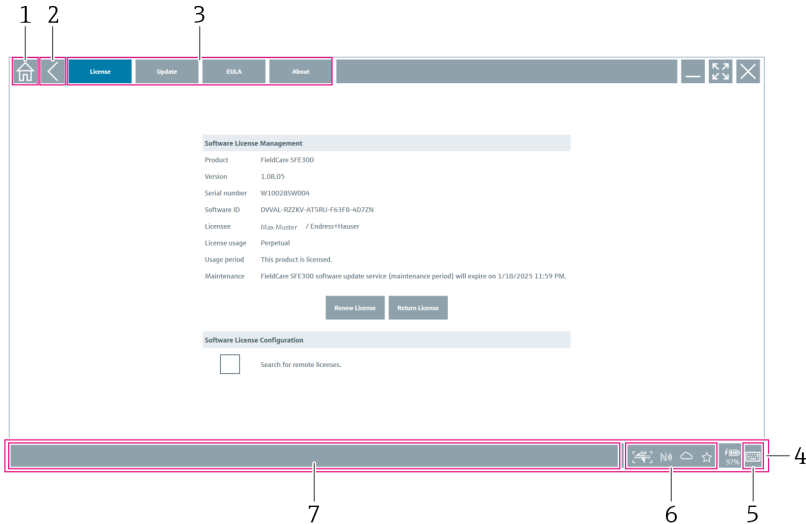 1 2 3
License Update EULA About
Software License Management
Product FieldCare SFE300
Version 1.08.05
Serial number W10028SW004
Software ID DVVAL-RZZKV-AT5RU-F63FB-4D7ZN
Licensee Max Muster / Endress+Hauser
License usage Perpetual
Usage period This product is licensed.
Maintenance FieldCare SFE300 software update service (maintenance period) will expire on 1/18/2025 11:59 PM.
Renew License Return License
Software License Configuration
Search for remote licenses.
97%
4
7 6 5